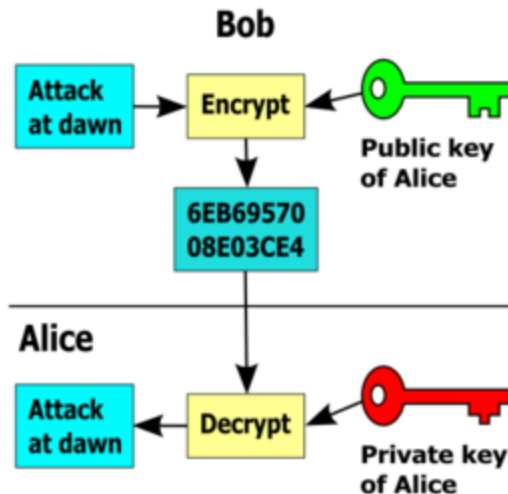 Bob
Attack
at dawn
Encrypt
Public key
of Alice
6EB69570
08E03CE4
Alice
Attack
at dawn
Decrypt
Private key
of Alice